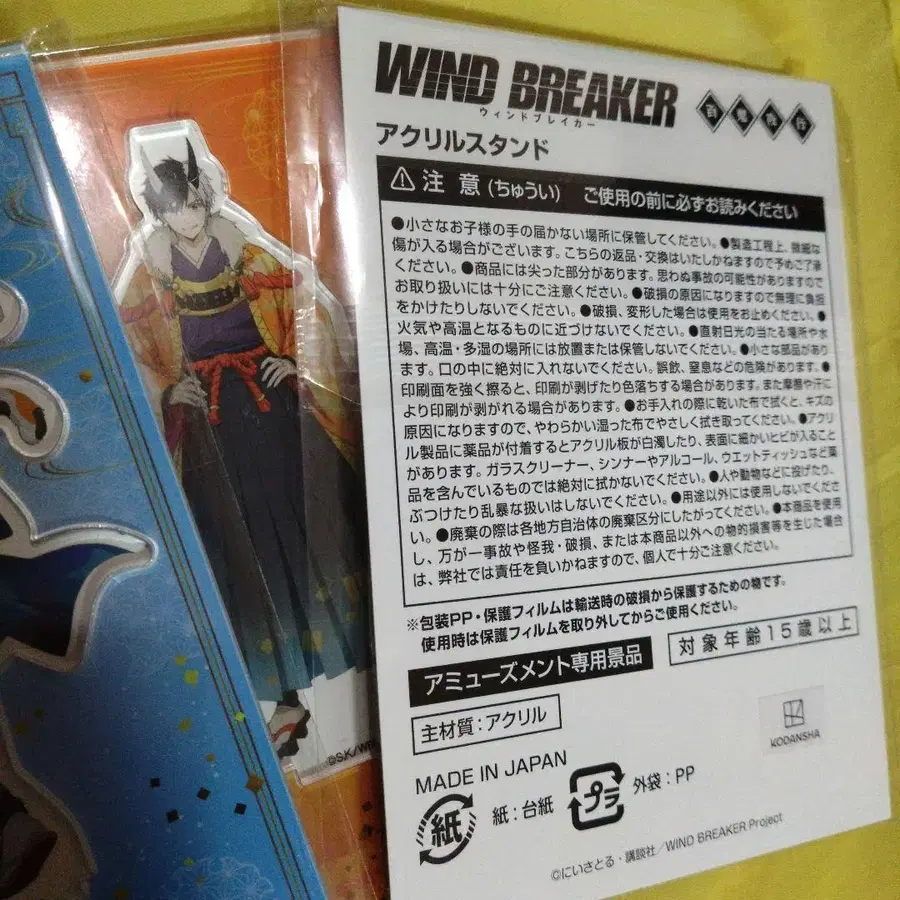 WIND BREAKER
ウィンドブレイカー
百鬼夜行
アクリルスタンド
⚠注意(ちゅうい) ご使用の前に必ずお読みください
●小さなお子様の手の届かない場所に保管してください。●製造工程上、微細な
傷が入る場合がございます。こちらの返品・交換はいたしかねますので予めご了承
ください。●商品には尖った部分があります。思わぬ事故の可能性がありますので
お取り扱いには十分にご注意ください。●破損の原因になりますので無理に負担
をかけたりしないでください。●破損、変形した場合は使用をお止めください。●
火気や高温となるものに近づけないでください。●直射日光の当たる場所や水
場、高温・多湿の場所には放置または保管しないでください。●小さな部品があり
ます。口の中に絶対に入れないでください。誤飲、窒息などの危険があります。●
印刷面を強く擦ると、印刷が剥げたり色落ちする場合があります。また摩擦や汗に
より印刷が剥がれる場合があります。●お手入れの際に乾いた布で拭くと、キズの
原因になりますので、やわらかい湿った布でやさしく拭き取ってください。●アクリ
ル製品に薬品が付着するとアクリル板が白濁したり、表面に細かいヒビが入ること
があります。ガラスクリーナー、シンナーやアルコール、ウエットティッシュなど薬
品を含んでいるものでは絶対に拭かないでください。●人や動物などに投げたり、
ぶつけたり乱暴な扱いはしないでください。●用途以外には使用しないでくださ
い。●廃棄の際は各地方自治体の廃棄区分にしたがってください。●本商品を使用
し、万が一事故や怪我・破損、または本商品以外への物的損害等を生じた場合
は、弊社では責任を負いかねますので、個人で十分ご注意ください。
※包装PP・保護フィルムは輸送時の破損から保護するための物です。
使用時は保護フィルムを取り外してからご使用ください。
アミューズメント専用景品
対象年齢15歳以上
主材質：アクリル
KODANSHA
MADE IN JAPAN
紙
紙：台紙
プラ
外袋：PP
©にいさとる・講談社／WIND BREAKER Project
©S.K/W